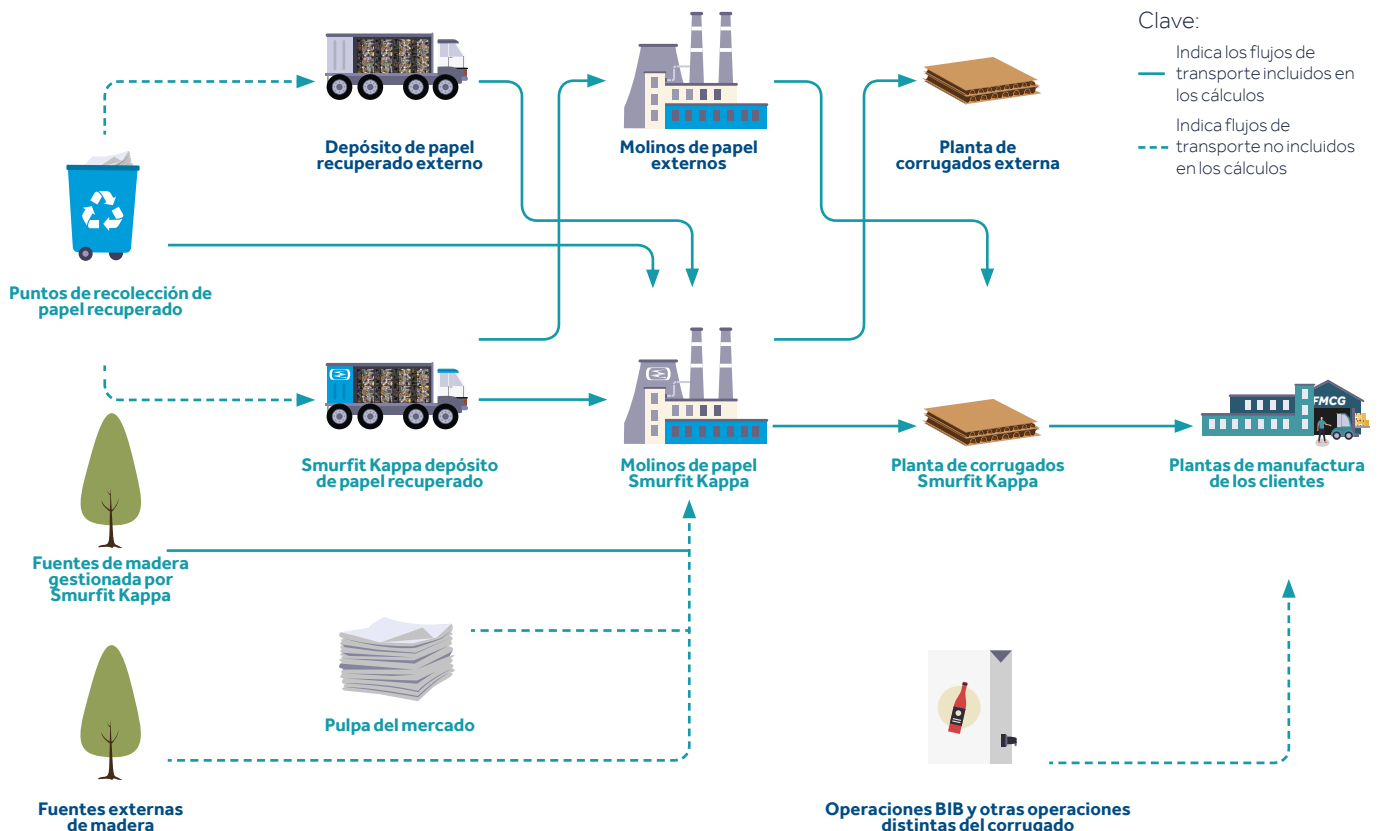 Clave:
Indica los flujos de
transporte incluidos en
los cálculos
Indica flujos de
transporte no incluidos
en los cálculos
Depósito de papel
recuperado externo
Molinos de papel
externos
Planta de
corrugados externa
Puntos de recolección de
papel recuperado
FMCG
Smurfit Kappa depósito
de papel recuperado
Molinos de papel
Smurfit Kappa
Planta de corrugados
Smurfit Kappa
Plantas de manufactura
de los clientes
Fuentes de madera
gestionada por
Smurfit Kappa
Pulpa del mercado
Fuentes externas
de madera
Operaciones BIB y otras operaciones
distintas del corrugado